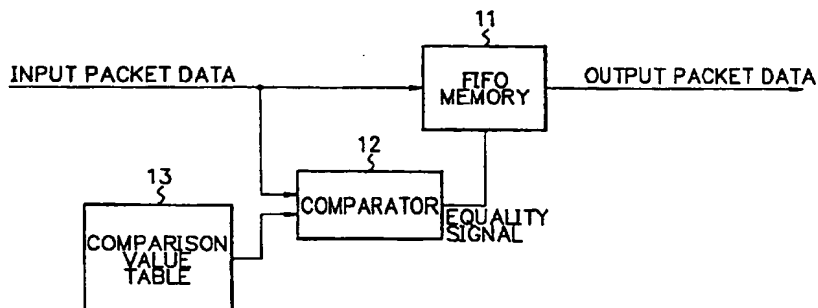 11
INPUT PACKET DATA
FIFO
MEMORY
OUTPUT PACKET DATA
12
COMPARATOR
EQUALITY
SIGNAL
13
COMPARISON
VALUE
TABLE